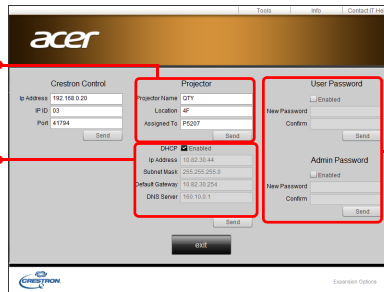 Tools Info Contact IT He
acer
Crestron Control
Ip Address 192.168.0.20
IP ID 03
Port 41794
Send
Projector
Projector Name QTY
Location 4F
Assigned To P5207
Send
DHCP Enabled
Ip Address 10.82.30.44
Subnet Mask 255.255.255.0
Default Gateway 10.82.30.254
DNS Server 160.10.0.1
Send
exit
User Password
Enabled
New Password
Confirm
Send
Admin Password
Enabled
New Password
Confirm
Send
CRESTRON
Expansion Options